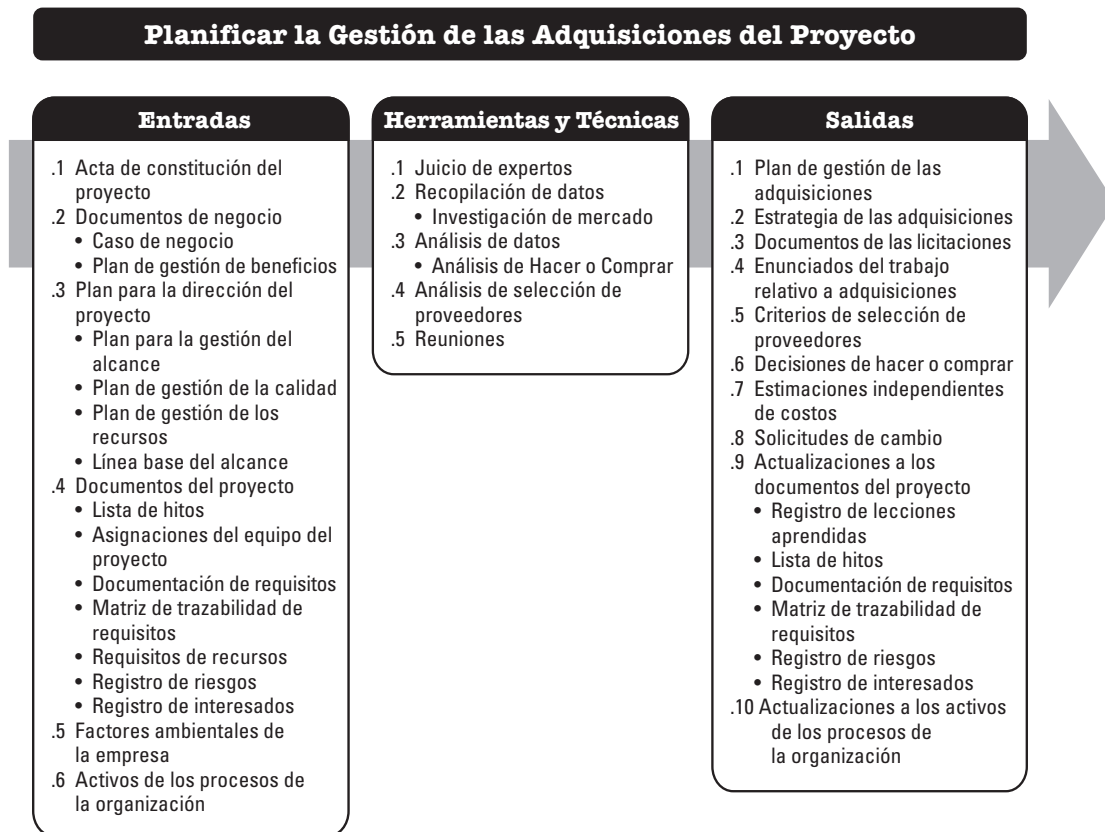 Planificar la Gestión de las Adquisiciones del Proyecto
Entradas
.1 Acta de constitución del
proyecto
.2 Documentos de negocio
• Caso de negocio
• Plan de gestión de beneficios
.3 Plan para la dirección del
proyecto
• Plan para la gestión del
alcance
• Plan de gestión de la calidad
• Plan de gestión de los
recursos
• Línea base del alcance
.4 Documentos del proyecto
• Lista de hitos
• Asignaciones del equipo del
proyecto
• Documentación de requisitos
• Matriz de trazabilidad de
requisitos
• Requisitos de recursos
• Registro de riesgos
• Registro de interesados
.5 Factores ambientales de
la empresa
.6 Activos de los procesos de
la organización
Herramientas y Técnicas
.1 Juicio de expertos
.2 Recopilación de datos
• Investigación de mercado
.3 Análisis de datos
• Análisis de Hacer o Comprar
.4 Análisis de selección de
proveedores
.5 Reuniones
Salidas
.1 Plan de gestión de las
adquisiciones
.2 Estrategia de las adquisiciones
.3 Documentos de las licitaciones
.4 Enunciados del trabajo
relativo a adquisiciones
.5 Criterios de selección de
proveedores
.6 Decisiones de hacer o comprar
.7 Estimaciones independientes
de costos
.8 Solicitudes de cambio
.9 Actualizaciones a los
documentos del proyecto
• Registro de lecciones
aprendidas
• Lista de hitos
• Documentación de requisitos
• Matriz de trazabilidad de
requisitos
• Registro de riesgos
• Registro de interesados
.10 Actualizaciones a los activos
de los procesos de
la organización